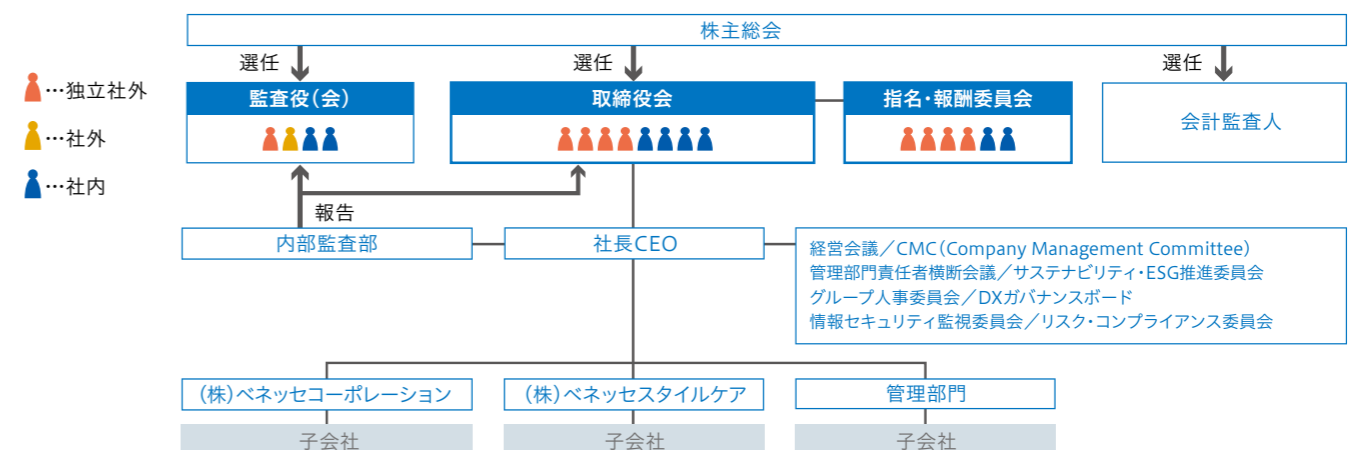 株主総会
選任
選任
選任
…独立社外
…社外
…社内
監査役(会)
取締役会
指名・報酬委員会
会計監査人
報告
内部監査部
社長CEO
経営会議／CMC(Company Management Committee)
管理部門責任者横断会議／サステナビリティ・ESG推進委員会
グループ人事委員会／DXガバナンスボード
情報セキュリティ監視委員会／リスク・コンプライアンス委員会
(株)ベネッセコーポレーション
(株)ベネッセスタイルケア
管理部門
子会社
子会社
子会社